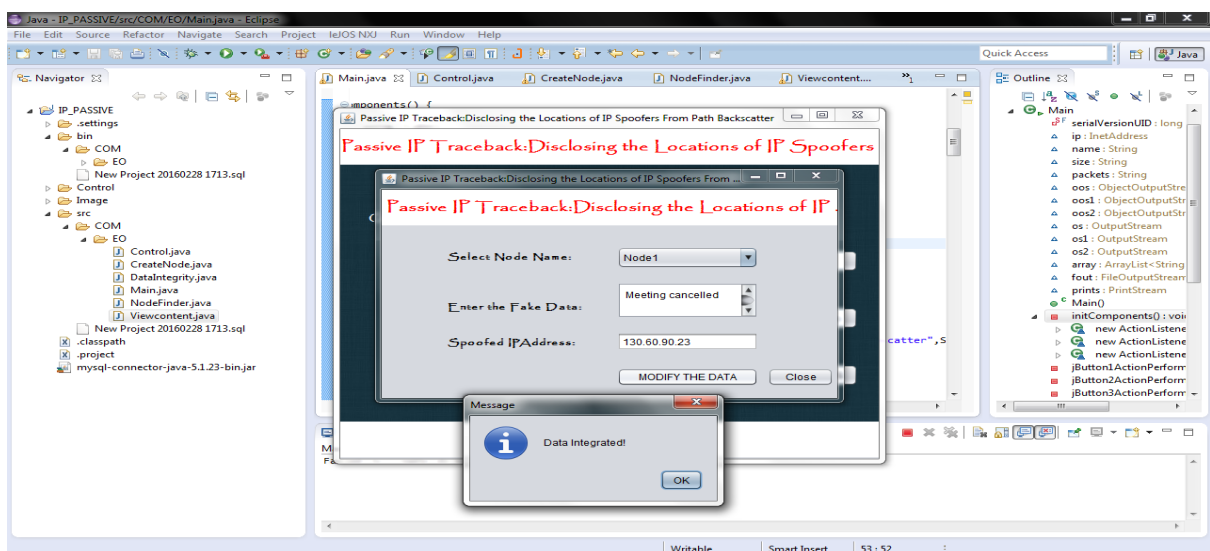 Java - IP_PASSIVE/src/COM/EO/Main.java - Eclipse
File Edit Source Refactor Navigate Search Project leJOS NXJ Run Window Help
Quick Access
Java
Navigator
IP_PASSIVE
.settings
bin
COM
EO
New Project 20160228 1713.sql
Control
Image
src
COM
EO
Control.java
CreateNode.java
DataIntegrity.java
Main.java
NodeFinder.java
Viewcontent.java
New Project 20160228 1713.sql
.classpath
.project
mysql-connector-java-5.1.23-bin.jar
Main.java
Control.java
CreateNode.java
NodeFinder.java
Viewcontent....
»1
mponents() {
catter",S
Passive IP Traceback:Disclosing the Locations of IP Spoofers From Path Backscatter
Passive IP Traceback:Disclosing the Locations of IP Spoofers
Passive IP Traceback:Disclosing the Locations of IP Spoofers From ...
Passive IP Traceback:Disclosing the Locations of IP .
Select Node Name:
Node1
Enter the Fake Data:
Meeting cancelled
Spoofed IPAddress:
130.60.90.23
MODIFY THE DATA
Close
Message
Data Integrated!
OK
Outline
Main
serialVersionUID : long
ip : InetAddress
name : String
size : String
packets : String
oos : ObjectOutputStre
oos1 : ObjectOutputStr
oos2 : ObjectOutputStr
os : OutputStream
os1 : OutputStream
os2 : OutputStream
array : ArrayList<String
fout : FileOutputStream
prints : PrintStream
Main()
initComponents() : voi
new ActionListene
new ActionListene
new ActionListene
jButton1ActionPerform
jButton2ActionPerform
jButton3ActionPerform
Writable
Smart Insert
53 : 52